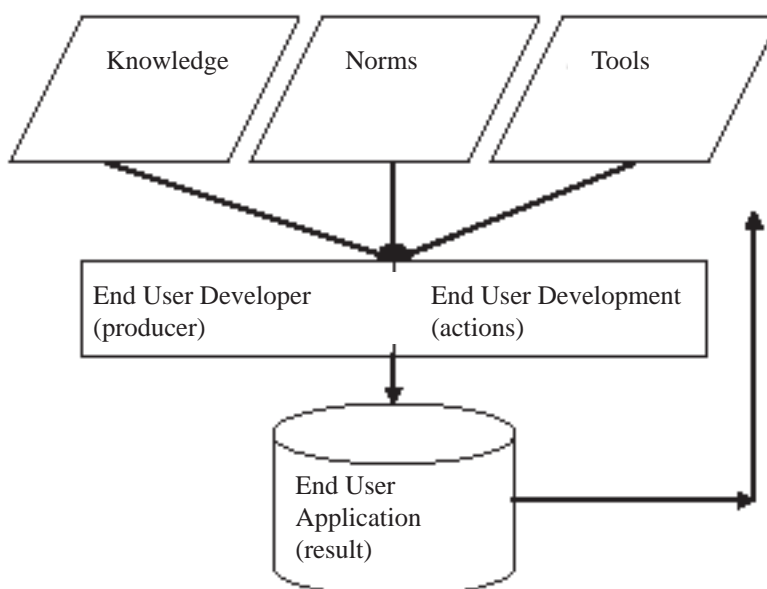 Knowledge
Norms
Tools
End User Developer
(producer)
End User Development
(actions)
End User
Application
(result)